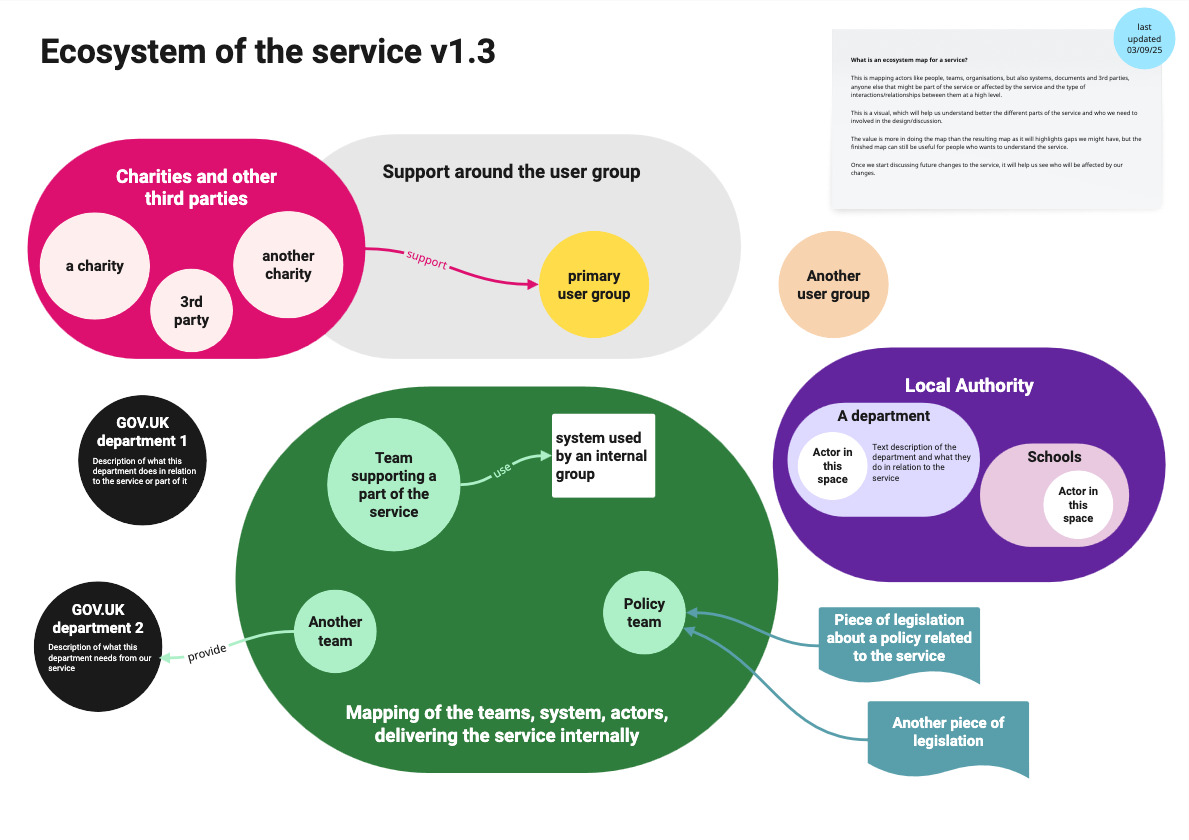 Ecosystem of the service v1.3
last
updated
03/09/25
What is an ecosystem map for a service?
This is mapping actors like people, teams, organisations, but also systems, documents and 3rd parties,
anyone else that might be part of the service or affected by the service and the type of
interactions/relationships between them at a high level.
This is a visual, which will help us understand better the different parts of the service and who we need to
involved in the design/discussion.
The value is more in doing the map than the resulting map as it will highlights gaps we might have, but the
finished map can still be useful for people who wants to understand the service.
Once we start discussing future changes to the service, it will help us see who will be affected by our
changes.
Charities and other
third parties
a charity
3rd
party
another
charity
Support around the user group
support
primary
user group
Another
user group
GOV.UK
department 1
Description of what this
department does in relation
to the service or part of it
GOV.UK
department 2
Description of what this
department needs from our
service
provide
Team
supporting a
part of the
service
use
system used
by an internal
group
Another
team
Policy
team
Mapping of the teams, system, actors,
delivering the service internally
Local Authority
A department
Actor in
this
space
Text description of the
department and what they
do in relation to the
service
Schools
Actor in
this
space
Piece of legislation
about a policy related
to the service
Another piece of
legislation